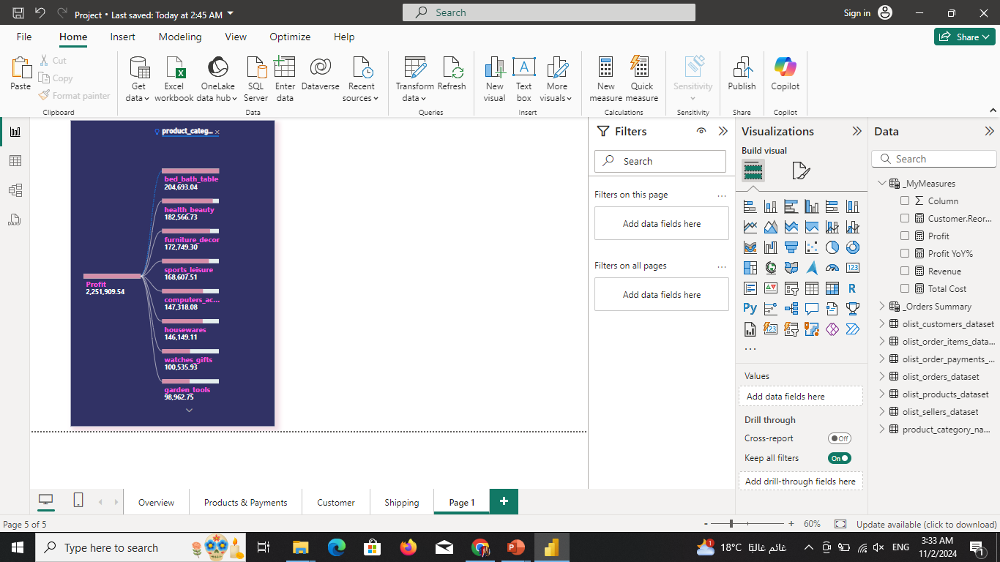 Project • Last saved: Today at 2:45 AM
Search
Sign in
File Home Insert Modeling View Optimize Help
Share
Paste
Cut
Copy
Format painter
Clipboard
Get data
Excel workbook
OneLake data hub
SQL Server
Enter data
Dataverse
Recent sources
Data
Transform data
Refresh
Queries
New visual
Text box
More visuals
Insert
New measure
Quick measure
Calculations
Sensitivity
Sensitivity
Publish
Share
Copilot
Copilot
product_categ...
bed_bath_table
204,693.04
health_beauty
182,566.73
furniture_decor
172,749.30
sports_leisure
168,607.51
Profit
2,251,909.54
computers_ac...
147,318.08
housewares
146,149.11
watches_gifts
100,535.93
garden_tools
98,962.75
Filters
Search
Filters on this page
...
Add data fields here
Filters on all pages
...
Add data fields here
Visualizations
Build visual
123
R
Py
123
...
Values
Add data fields here
Drill through
Cross-report
Off
Keep all filters
On
Add drill-through fields here
Data
Search
_MyMeasures
Column
Customer.Reor...
Profit
Profit YoY%
Revenue
Total Cost
_Orders Summary
olist_customers_dataset
olist_order_items_data...
olist_order_payments_...
olist_orders_dataset
olist_products_dataset
olist_sellers_dataset
product_category_na...
Overview
Products & Payments
Customer
Shipping
Page 1
+
Page 5 of 5
- + 60%
Update available (click to download)
Type here to search
1
18°C غائم غالبًا
ENG
3:33 AM
11/2/2024
1